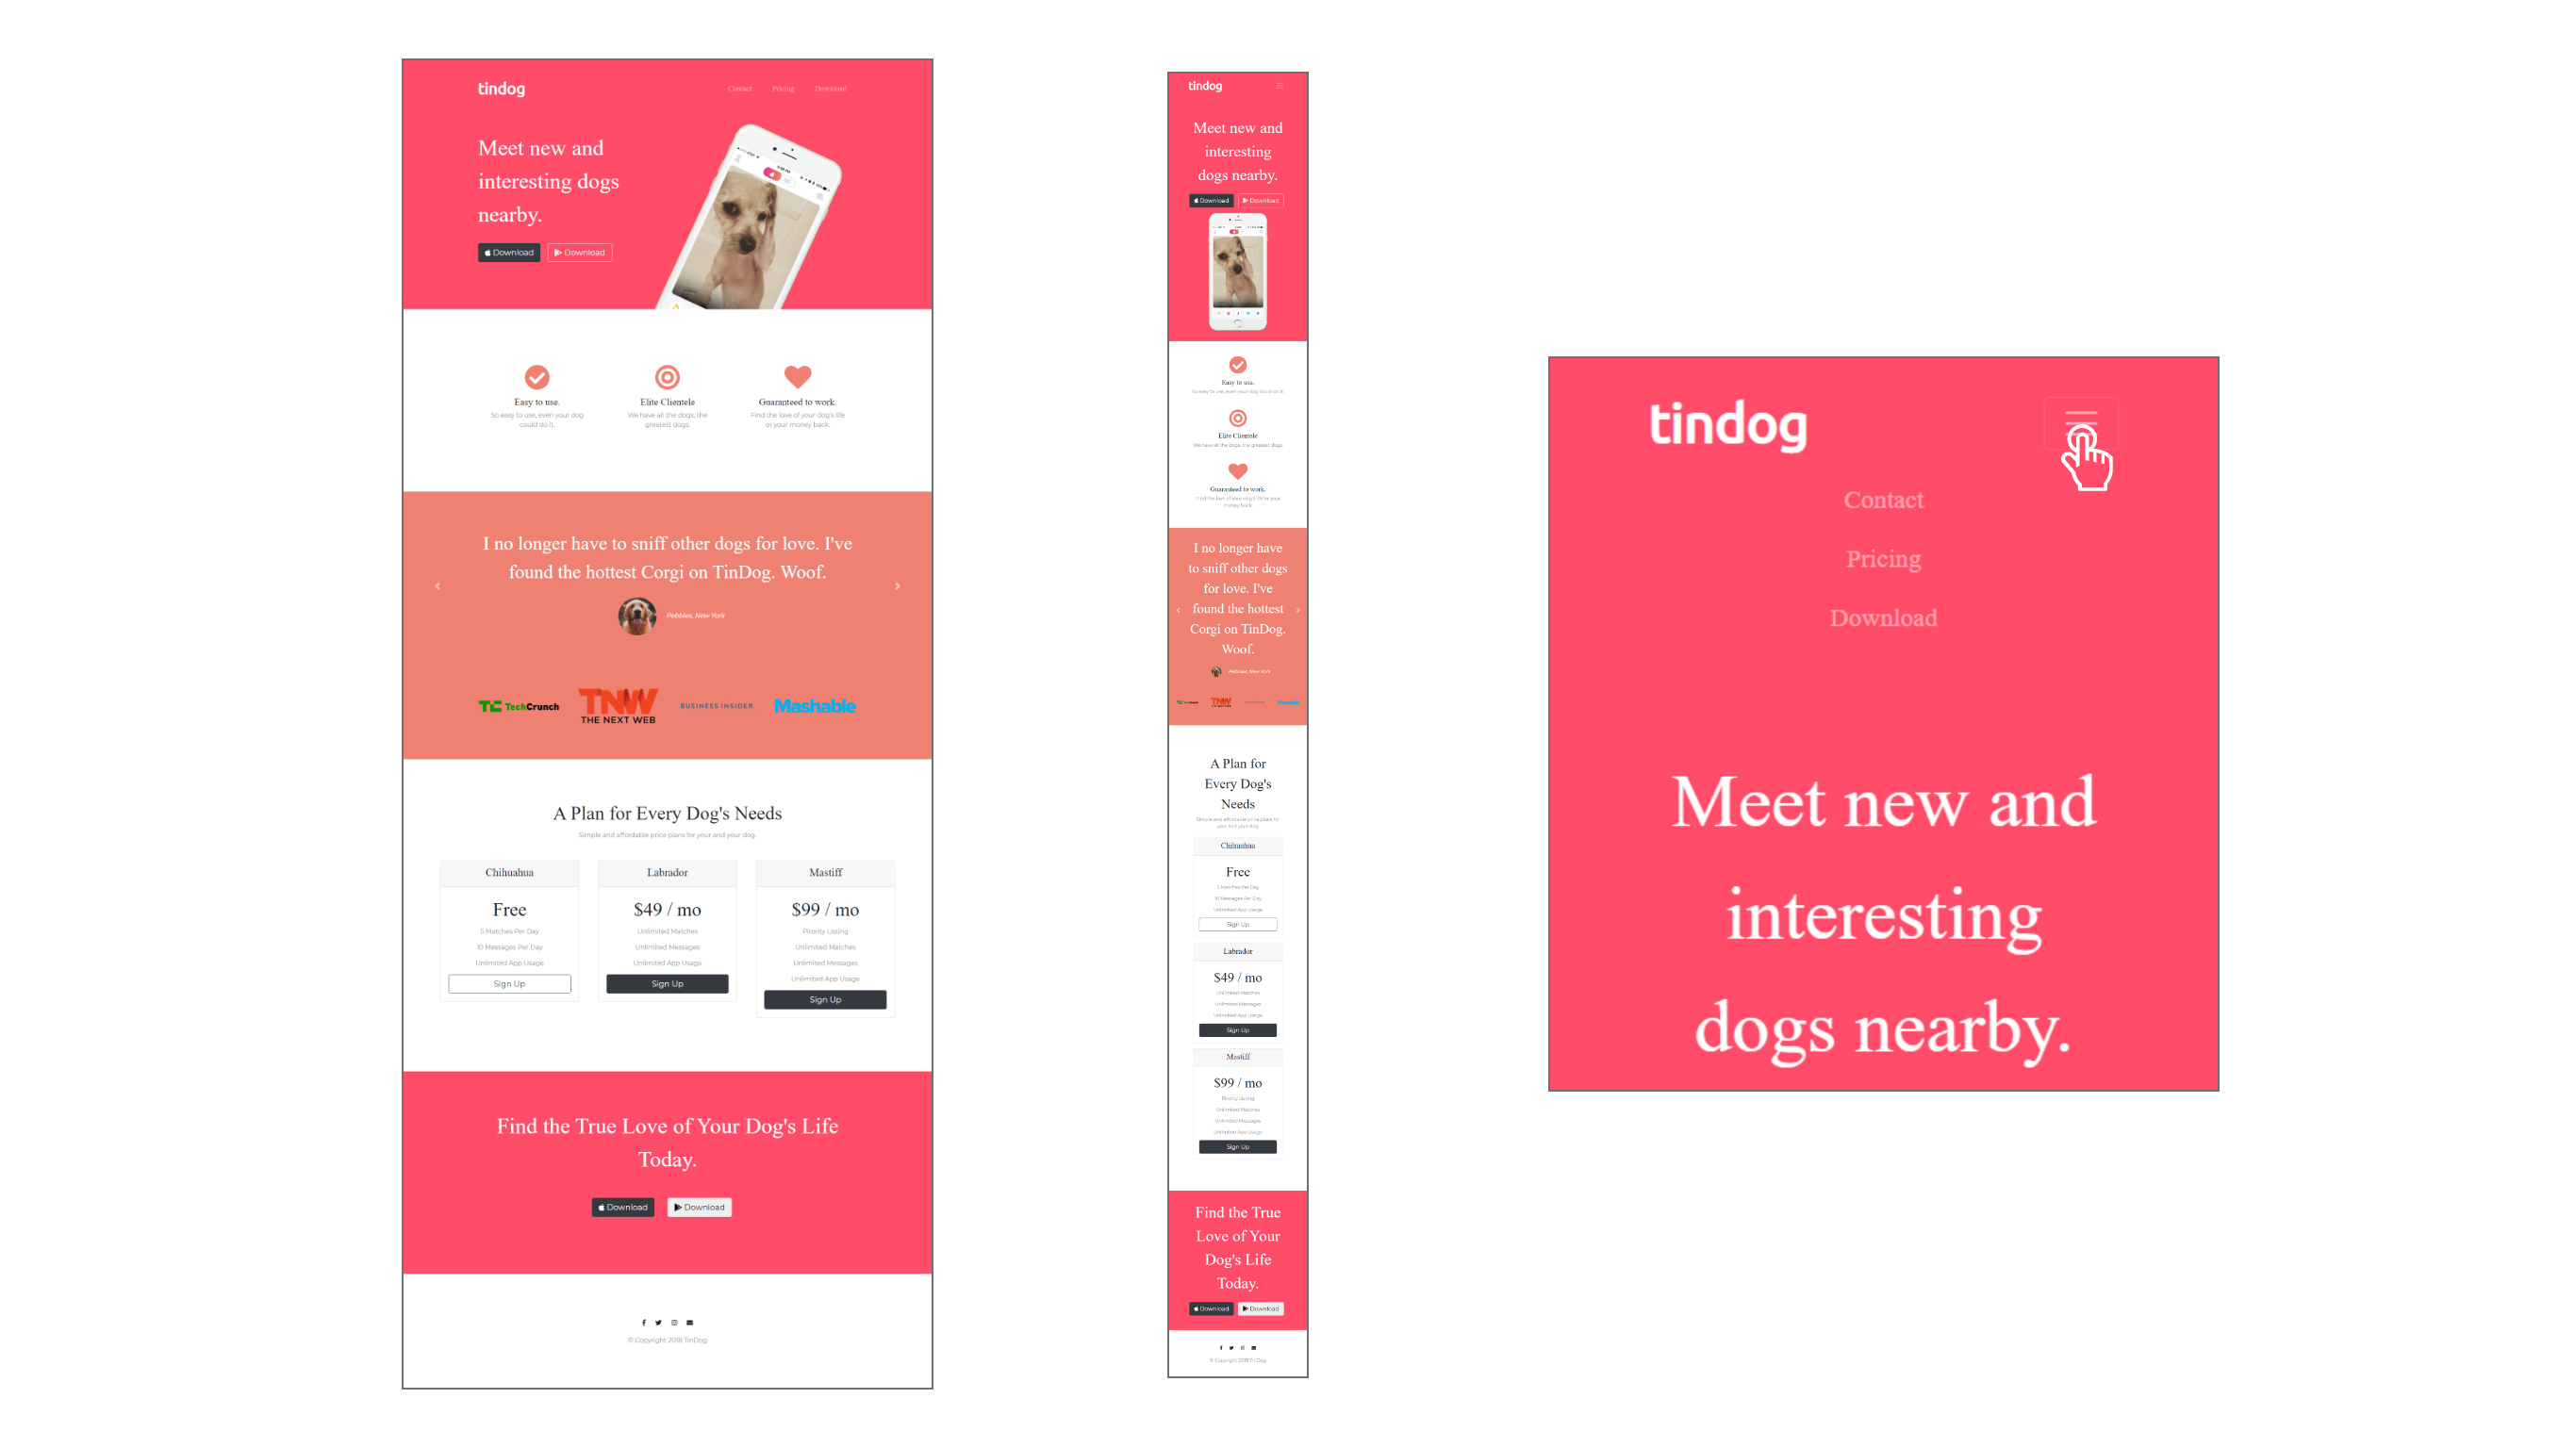 tindog
Contact Pricing Download
Meet new and
interesting dogs
nearby.
Download Download
Easy to use.
So easy to use, even your dog
could do it.
Elite Clientele
We have all the dogs, the
greatest dogs.
Guaranteed to work.
Find the love of your dog's life
or your money back.
I no longer have to sniff other dogs for love. I've
found the hottest Corgi on TinDog. Woof.
Pebbles, New York
TC TechCrunch
TNW
THE NEXT WEB
BUSINESS INSIDER
Mashable
A Plan for Every Dog's Needs
Simple and affordable price plans for your and your dog.
Chihuahua
Free
5 Matches Per Day
10 Messages Per Day
Unlimited App Usage
Sign Up
Labrador
$49 / mo
Unlimited Matches
Unlimited Messages
Unlimited App Usage
Sign Up
Mastiff
$99 / mo
Pirority Listing
Unlimited Matches
Unlimited Messages
Unlimited App Usage
Sign Up
Find the True Love of Your Dog's Life
Today.
Download Download
© Copyright 2018 TinDog
tindog
Meet new and
interesting
dogs nearby.
Download Download
Easy to use.
So easy to use, even your dog could do it.
Elite Clientele
We have all the dogs, the greatest dogs.
Guaranteed to work.
Find the love of your dog's life or your
money back.
I no longer have
to sniff other dogs
for love. I've
found the hottest
Corgi on TinDog.
Woof.
Pebbles, New York
TNW
Mashable
A Plan for
Every Dog's
Needs
Simple and affordable price plans for
your and your dog.
Chihuahua
Free
5 Matches Per Day
10 Messages Per Day
Unlimited App Usage
Sign Up
Labrador
$49 / mo
Unlimited Matches
Unlimited Messages
Unlimited App Usage
Sign Up
Mastiff
$99 / mo
Pirority Listing
Unlimited Matches
Unlimited Messages
Unlimited App Usage
Sign Up
Find the True
Love of Your
Dog's Life
Today.
Download Download
© Copyright 2018 TinDog
tindog
Contact
Pricing
Download
Meet new and
interesting
dogs nearby.